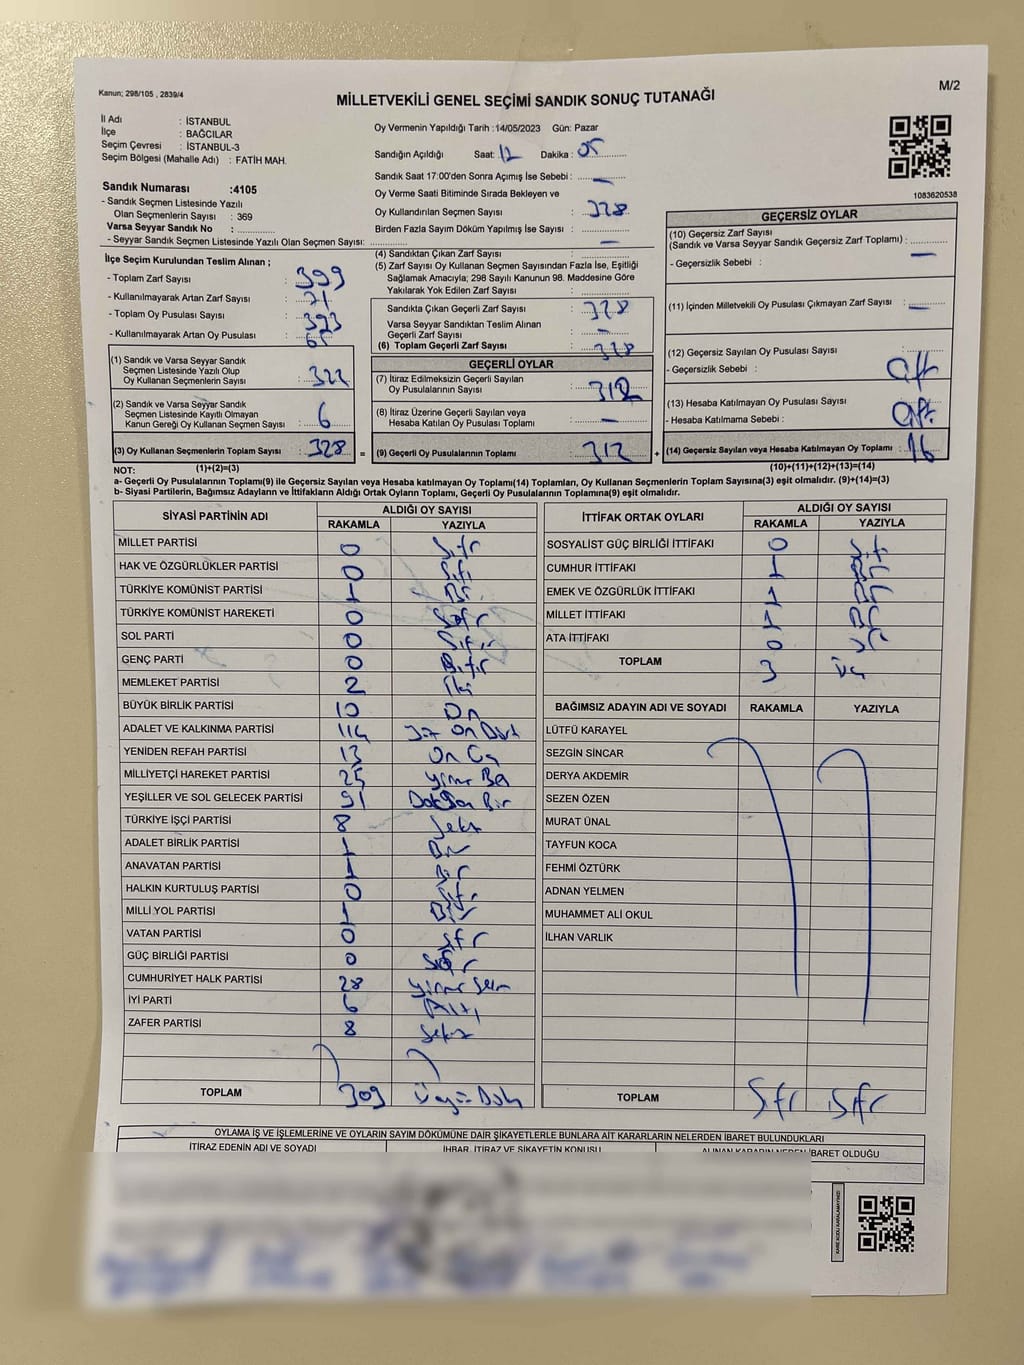 Kanun; 298/105 , 2839/4
M/2
MİLLETVEKİLİ GENEL SEÇİMİ SANDIK SONUÇ TUTANAĞI
İl Adı : İSTANBUL
İlçe : BAĞCILAR
Seçim Çevresi : İSTANBUL-3
Seçim Bölgesi (Mahalle Adı) : FATİH MAH.
Sandık Numarası :4105
- Sandık Seçmen Listesinde Yazılı
Olan Seçmenlerin Sayısı : 369
Varsa Seyyar Sandık No :
- Seyyar Sandık Seçmen Listesinde Yazılı Olan Seçmen Sayısı:
Oy Vermenin Yapıldığı Tarih :14/05/2023 Gün: Pazar
Sandığın Açıldığı Saat: 12 Dakika : 05
Sandık Saat 17:00'den Sonra Açımış İse Sebebi : –
Oy Verme Saati Bitiminde Sırada Bekleyen ve
Oy Kullandırılan Seçmen Sayısı : 328
Birden Fazla Sayım Döküm Yapılmış İse Sayısı : –
1083620538
İlçe Seçim Kurulundan Teslim Alınan ;
- Toplam Zarf Sayısı : 399
- Kullanılmayarak Artan Zarf Sayısı : 71
- Toplam Oy Pusulası Sayısı : 393
- Kullanılmayarak Artan Oy Pusulası : 65
(1) Sandık ve Varsa Seyyar Sandık
Seçmen Listesinde Yazılı Olup
Oy Kullanan Seçmenlerin Sayısı : 322
(2) Sandık ve Varsa Seyyar Sandık
Seçmen Listesinde Kayıtlı Olmayan
Kanun Gereği Oy Kullanan Seçmen Sayısı : 6
(3) Oy Kullanan Seçmenlerin Toplam Sayısı : 328
(4) Sandıktan Çıkan Zarf Sayısı :
(5) Zarf Sayısı Oy Kullanan Seçmen Sayısından Fazla İse, Eşitliği
Sağlamak Amacıyla; 298 Sayılı Kanunun 98. Maddesine Göre
Yakılarak Yok Edilen Zarf Sayısı :
Sandıkta Çıkan Geçerli Zarf Sayısı : 328
Varsa Seyyar Sandıktan Teslim Alınan
Geçerli Zarf Sayısı : –
(6) Toplam Geçerli Zarf Sayısı : 328
GEÇERLİ OYLAR
(7) İtiraz Edilmeksizin Geçerli Sayılan
Oy Pusulalarının Sayısı : 312
(8) İtiraz Üzerine Geçerli Sayılan veya
Hesaba Katılan Oy Pusulası Toplamı : –
= (9) Geçerli Oy Pusulalarının Toplamı : 312 +
GEÇERSİZ OYLAR
(10) Geçersiz Zarf Sayısı
(Sandık ve Varsa Seyyar Sandık Geçersiz Zarf Toplamı) :
- Geçersizlik Sebebi : –
(11) İçinden Milletvekili Oy Pusulası Çıkmayan Zarf Sayısı : –
(12) Geçersiz Sayılan Oy Pusulası Sayısı :
- Geçersizlik Sebebi :
(13) Hesaba Katılmayan Oy Pusulası Sayısı :
- Hesaba Katılmama Sebebi :
(14) Geçersiz Sayılan veya Hesaba Katılmayan Oy Toplamı : 16
NOT: (1)+(2)=(3)
(10)+(11)+(12)+(13)=(14)
a- Geçerli Oy Pusulasının Toplamı(9) ile Geçersiz Sayılan veya Hesaba Katılmayan Oy Toplamı(14) Toplamları, Oy Kullanan Seçmenlerin Toplam Sayısına(3) eşit olmalıdır. (9)+(14)=(3)
b- Siyasi Partilerin, Bağımsız Adayların ve İttifakların Aldığı Ortak Oyların Toplamı, Geçerli Oy Pusulalarının Toplamına(9) eşit olmalıdır.
SİYASİ PARTİNİN ADI ALDIĞI OY SAYISI
RAKAMLA YAZIYLA
MİLLET PARTİSİ 0 Sıfır
HAK VE ÖZGÜRLÜKLER PARTİSİ 0 Sıfır
TÜRKİYE KOMÜNİST PARTİSİ 1 Bir
TÜRKİYE KOMÜNİST HAREKETİ 0 Sıfır
SOL PARTİ 0 Sıfır
GENÇ PARTİ 0 Sıfır
MEMLEKET PARTİSİ 2 İki
BÜYÜK BİRLİK PARTİSİ 10 On
ADALET VE KALKINMA PARTİSİ 114 Yüz On Dört
YENİDEN REFAH PARTİSİ 13 On Üç
MİLLİYETÇİ HAREKET PARTİSİ 25 Yirmi Beş
YEŞİLLER VE SOL GELECEK PARTİSİ 91 Doksan Bir
TÜRKİYE İŞÇİ PARTİSİ 8 Sekiz
ADALET BİRLİK PARTİSİ 1 Bir
ANAVATAN PARTİSİ 1 Bir
HALKIN KURTULUŞ PARTİSİ 0 Sıfır
MİLLİ YOL PARTİSİ 1 Bir
VATAN PARTİSİ 0 Sıfır
GÜÇ BİRLİĞİ PARTİSİ 0 Sıfır
CUMHURİYET HALK PARTİSİ 28 Yirmi Sekiz
İYİ PARTİ 6 Altı
ZAFER PARTİSİ 8 Sekiz
TOPLAM 309
İTTİFAK ORTAK OYLARI ALDIĞI OY SAYISI
RAKAMLA YAZIYLA
SOSYALİST GÜÇ BİRLİĞİ İTTİFAKI 0 Sıfır
CUMHUR İTTİFAKI 1 Bir
EMEK VE ÖZGÜRLÜK İTTİFAKI 1 Bir
MİLLET İTTİFAKI 1 Bir
ATA İTTİFAKI 0
TOPLAM 3 üç
BAĞIMSIZ ADAYIN ADI VE SOYADI RAKAMLA YAZIYLA
LÜTFÜ KARAYEL
SEZGİN SİNCAR
DERYA AKDEMİR
SEZEN ÖZEN
MURAT ÜNAL
TAYFUN KOCA
FEHMİ ÖZTÜRK
ADNAN YELMEN
MUHAMMET ALİ OKUL
İLHAN VARLIK
TOPLAM Sıfır Sıfır
OYLAMA İŞ VE İŞLEMLERİNE VE OYLARIN SAYIM DÖKÜMÜNE DAİR ŞİKAYETLERLE BUNLARA AİT KARARLARIN NELERDEN İBARET BULUNDUKLARI
İTİRAZ EDENİN ADI VE SOYADI İHBAR, İTİRAZ VE ŞİKAYETİN KONUSU ALINAN KARARIN NEDEN İBARET OLDUĞU